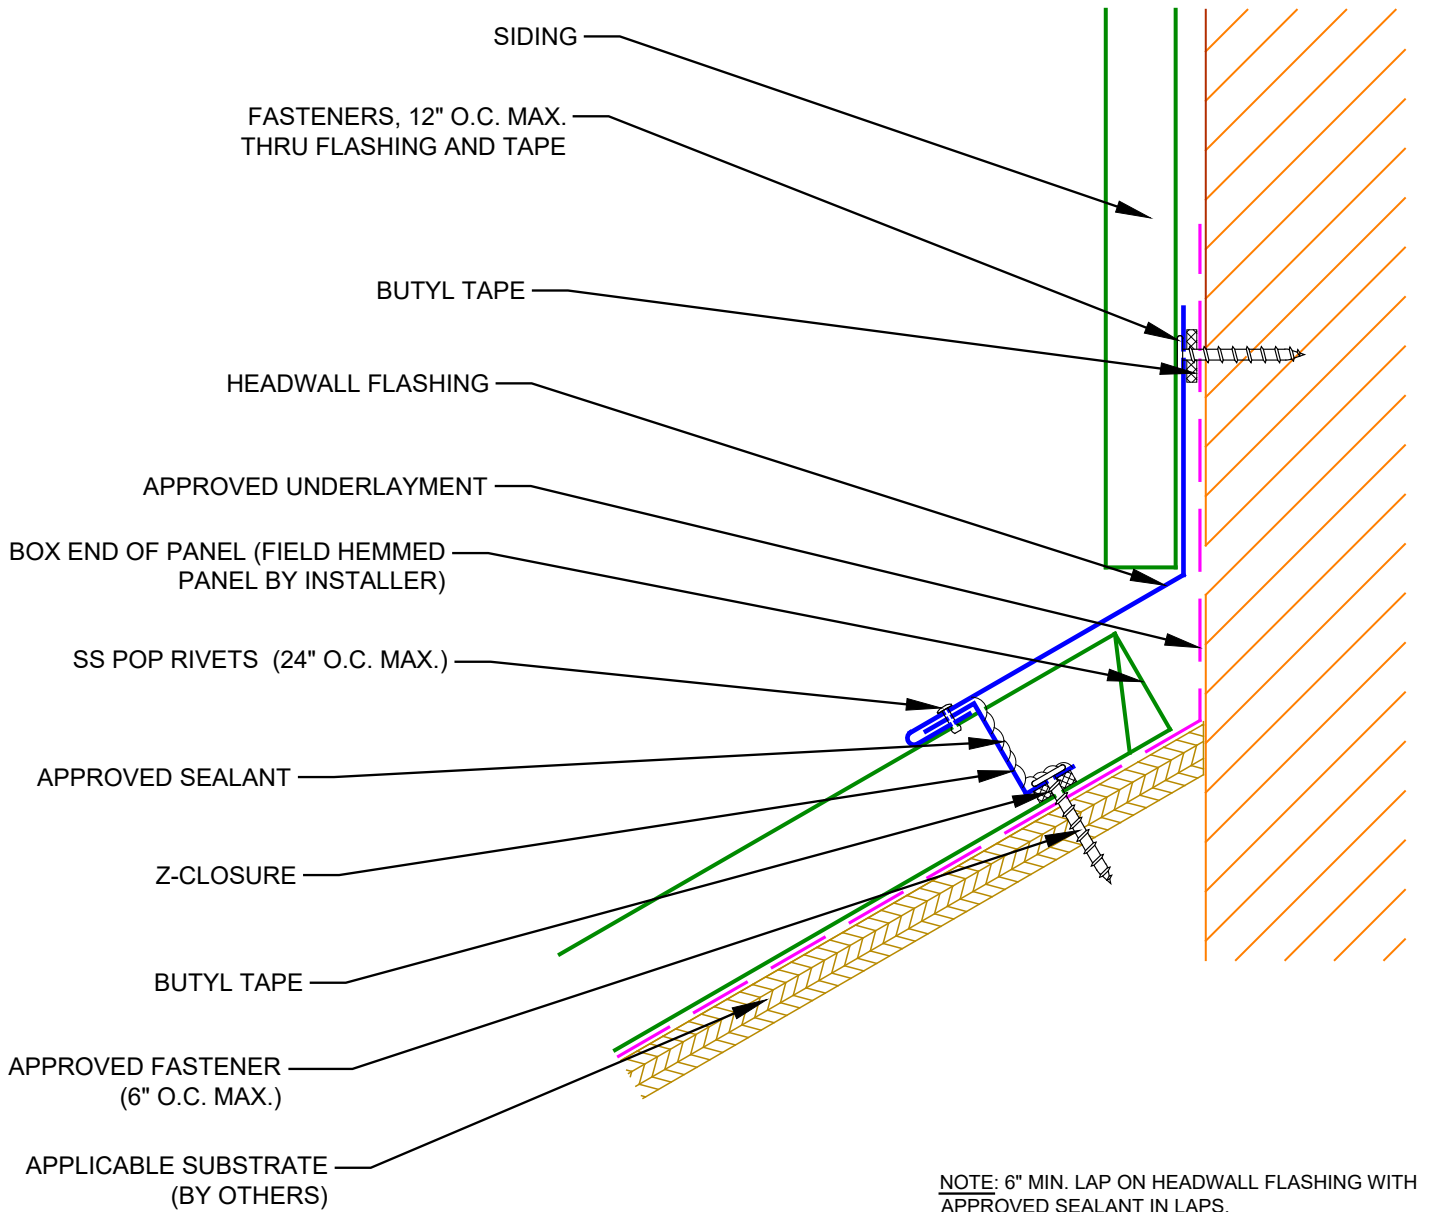 SIDING
FASTENERS, 12" O.C. MAX.
THRU FLASHING AND TAPE
BUTYL TAPE
HEADWALL FLASHING
APPROVED UNDERLAYMENT
BOX END OF PANEL (FIELD HEMMED
PANEL BY INSTALLER)
SS POP RIVETS (24" O.C. MAX.)
APPROVED SEALANT
Z-CLOSURE
BUTYL TAPE
APPROVED FASTENER
(6" O.C. MAX.)
APPLICABLE SUBSTRATE
(BY OTHERS)
NOTE: 6" MIN. LAP ON HEADWALL FLASHING WITH
APPROVED SEALANT IN LAPS.